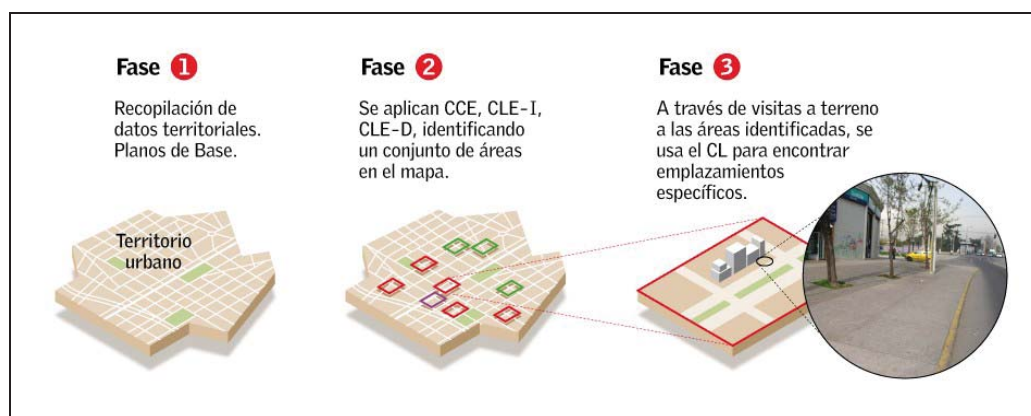 Fase 1
Recopilación de
datos territoriales.
Planos de Base.
Territorio
urbano
Fase 2
Se aplican CCE, CLE-I,
CLE-D, identificando
un conjunto de áreas
en el mapa.
Fase 3
A través de visitas a terreno
a las áreas identificadas, se
usa el CL para encontrar
emplazamientos
específicos.